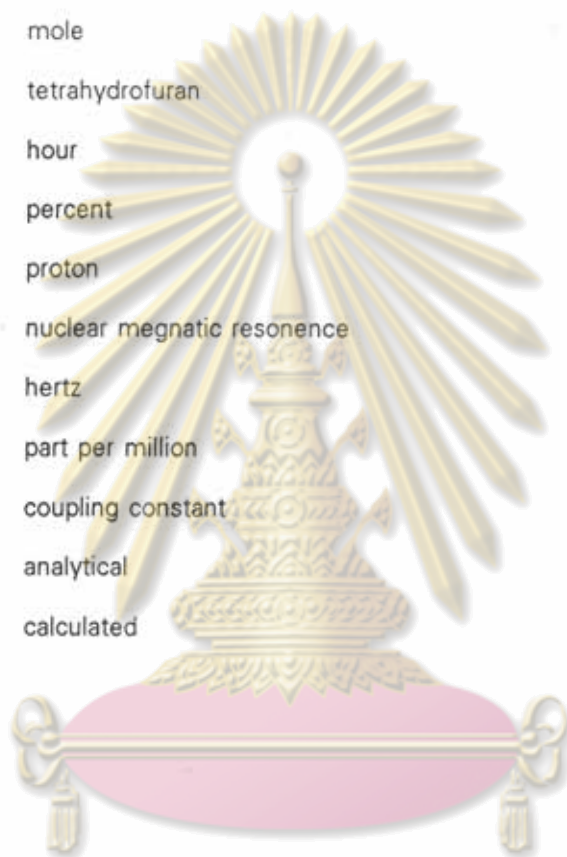 mole
tetrahydrofuran
hour
percent
proton
nuclear megnatic resonence
hertz
part per million
coupling constant
analytical
calculated